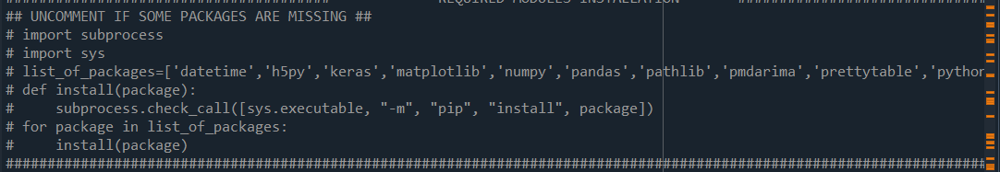 ##################################### REQUIRED MODULES INSTALLATION ##############################
## UNCOMMENT IF SOME PACKAGES ARE MISSING ##
# import subprocess
# import sys
# list_of_packages=['datetime','h5py','keras','matplotlib','numpy','pandas','pathlib','pmdarima','prettytable','python
# def install(package):
#     subprocess.check_call([sys.executable, "-m", "pip", "install", package])
# for package in list_of_packages:
#     install(package)
######################################################################################################################